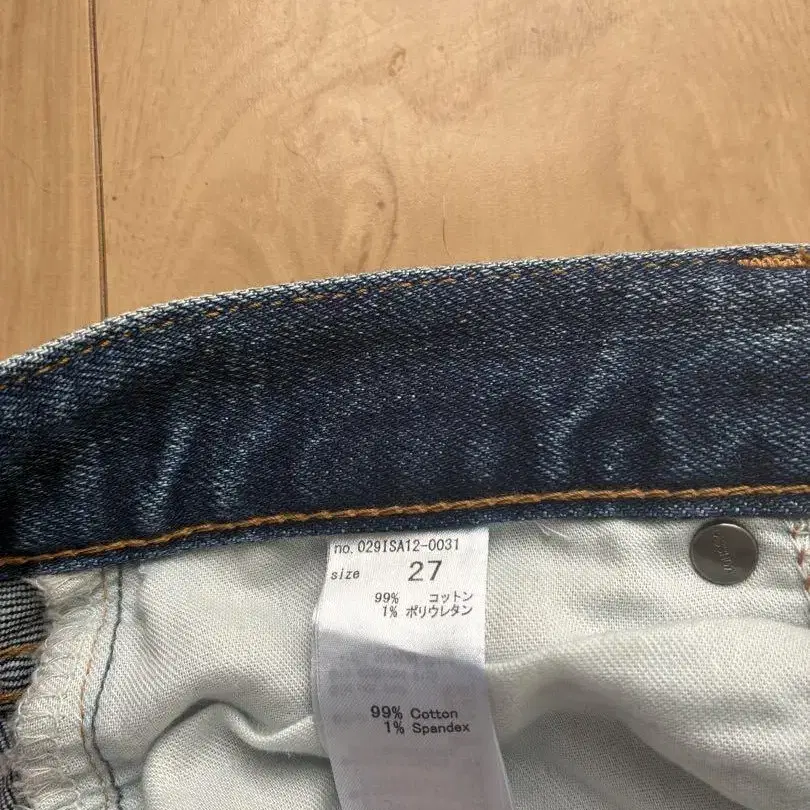 no. 029ISA12-0031
size 27
99% コットン
1% ポリウレタン
99% Cotton
1% Spandex